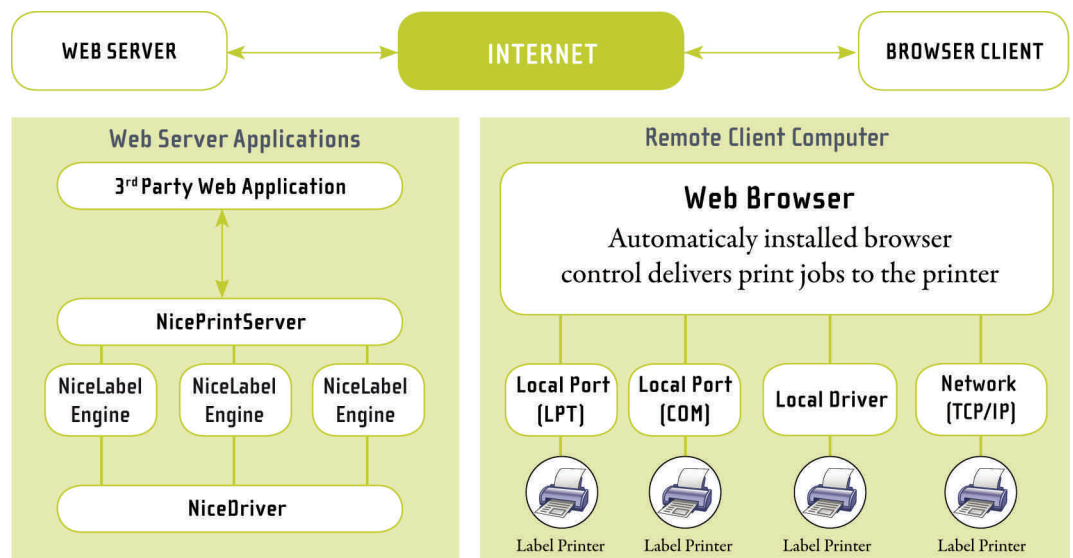 WEB SERVER
INTERNET
BROWSER CLIENT
Web Server Applications
3rd Party Web Application
NicePrintServer
NiceLabel
Engine
NiceLabel
Engine
NiceLabel
Engine
NiceDriver
Remote Client Computer
Web Browser
Automaticaly installed browser
control delivers print jobs to the printer
Local Port
(LPT)
Local Port
(COM)
Local Driver
Network
(TCP/IP)
Label Printer
Label Printer
Label Printer
Label Printer